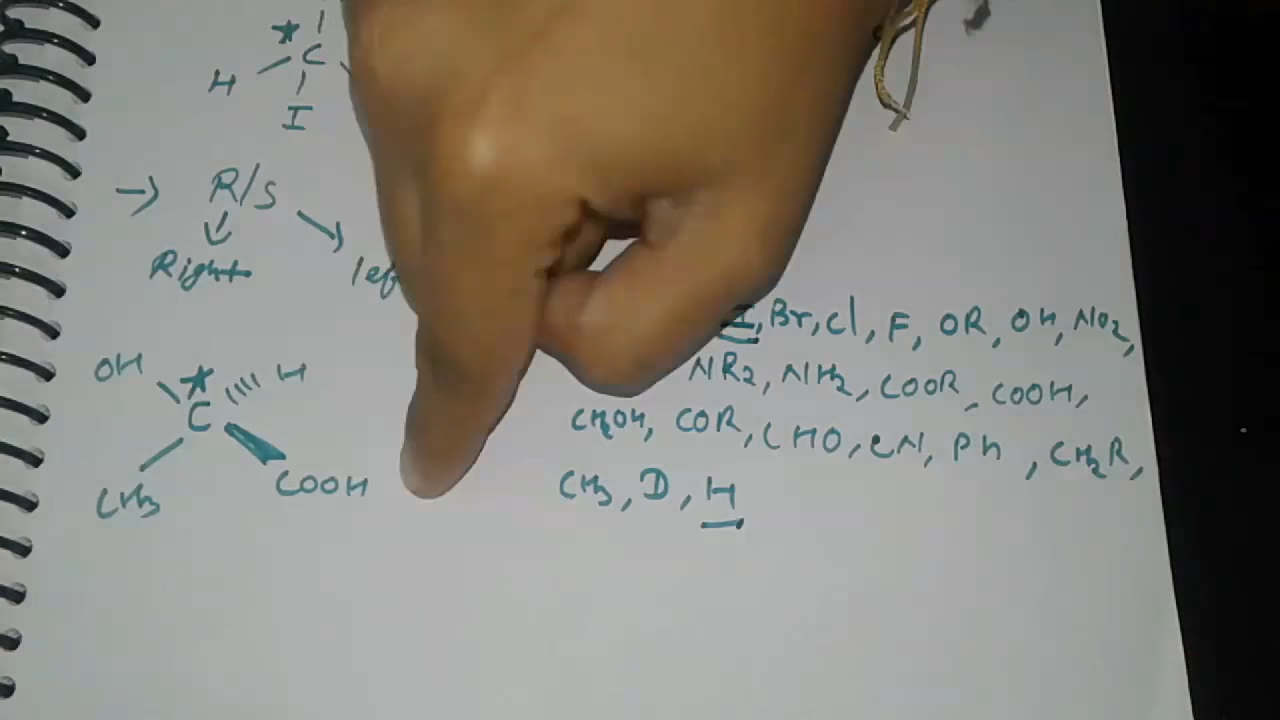 ★
H C
I
→ R/S
Right left
I, Br, Cl, F, OR, OH, NO2,
NR2, NH2, COOR, COOH,
CH2OH, COR, CHO, CN, Ph, CH2R,
CH3, D, H
OH ★ H
C
CH3 COOH